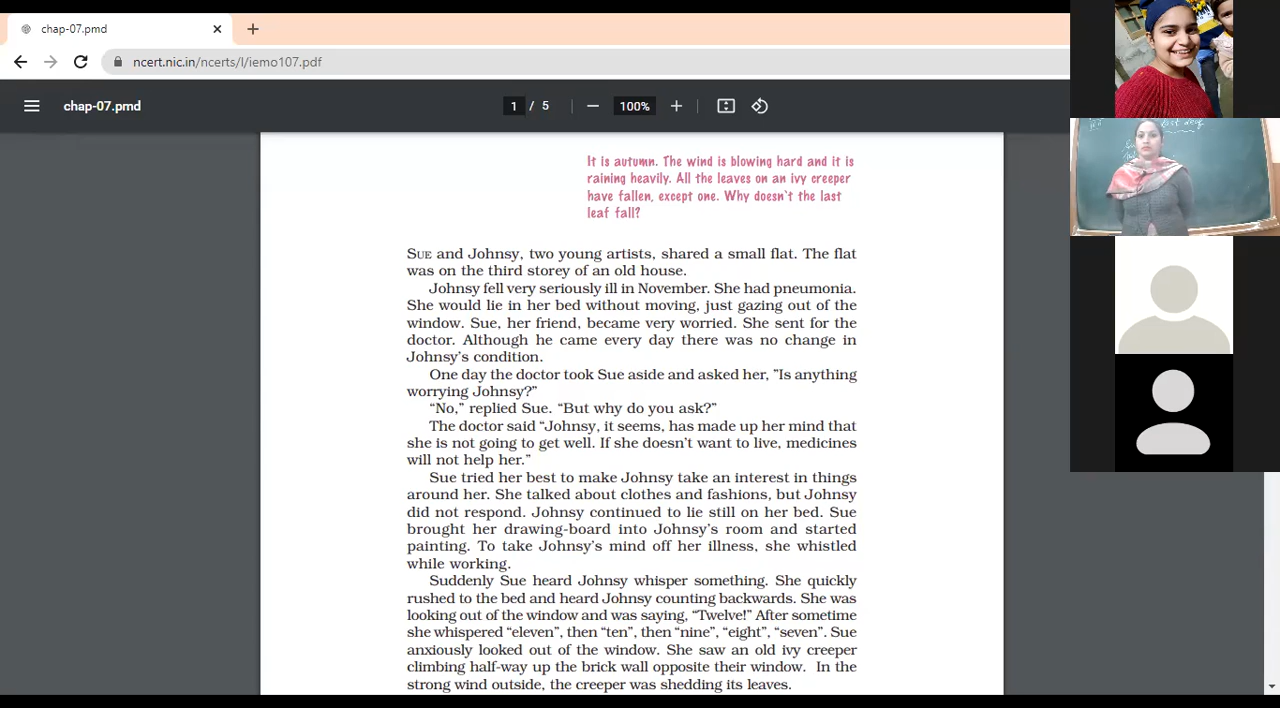 chap-07.pmd
ncert.nic.in/ncerts/l/iemo107.pdf
chap-07.pmd
1 / 5
100%
It is autumn. The wind is blowing hard and it is
raining heavily. All the leaves on an ivy creeper
have fallen, except one. Why doesn't the last
leaf fall?
SUE and Johnsy, two young artists, shared a small flat. The flat
was on the third storey of an old house.
Johnsy fell very seriously ill in November. She had pneumonia.
She would lie in her bed without moving, just gazing out of the
window. Sue, her friend, became very worried. She sent for the
doctor. Although he came every day there was no change in
Johnsy's condition.
One day the doctor took Sue aside and asked her, ”Is anything
worrying Johnsy?”
“No,” replied Sue. “But why do you ask?”
The doctor said “Johnsy, it seems, has made up her mind that
she is not going to get well. If she doesn't want to live, medicines
will not help her.”
Sue tried her best to make Johnsy take an interest in things
around her. She talked about clothes and fashions, but Johnsy
did not respond. Johnsy continued to lie still on her bed. Sue
brought her drawing-board into Johnsy's room and started
painting. To take Johnsy's mind off her illness, she whistled
while working.
Suddenly Sue heard Johnsy whisper something. She quickly
rushed to the bed and heard Johnsy counting backwards. She was
looking out of the window and was saying, “Twelve!” After sometime
she whispered “eleven”, then “ten”, then “nine”, “eight”, “seven”. Sue
anxiously looked out of the window. She saw an old ivy creeper
climbing half-way up the brick wall opposite their window. In the
strong wind outside, the creeper was shedding its leaves.